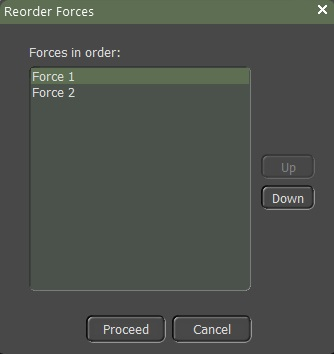 Reorder Forces
Forces in order:
Force 1
Force 2
Up
Down
Proceed
Cancel